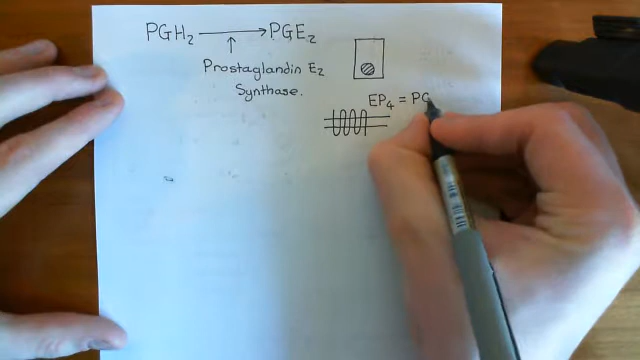 PGH₂ ⟶ PGE₂
↑
Prostaglandin E₂
Synthase.
EP₄ = PG